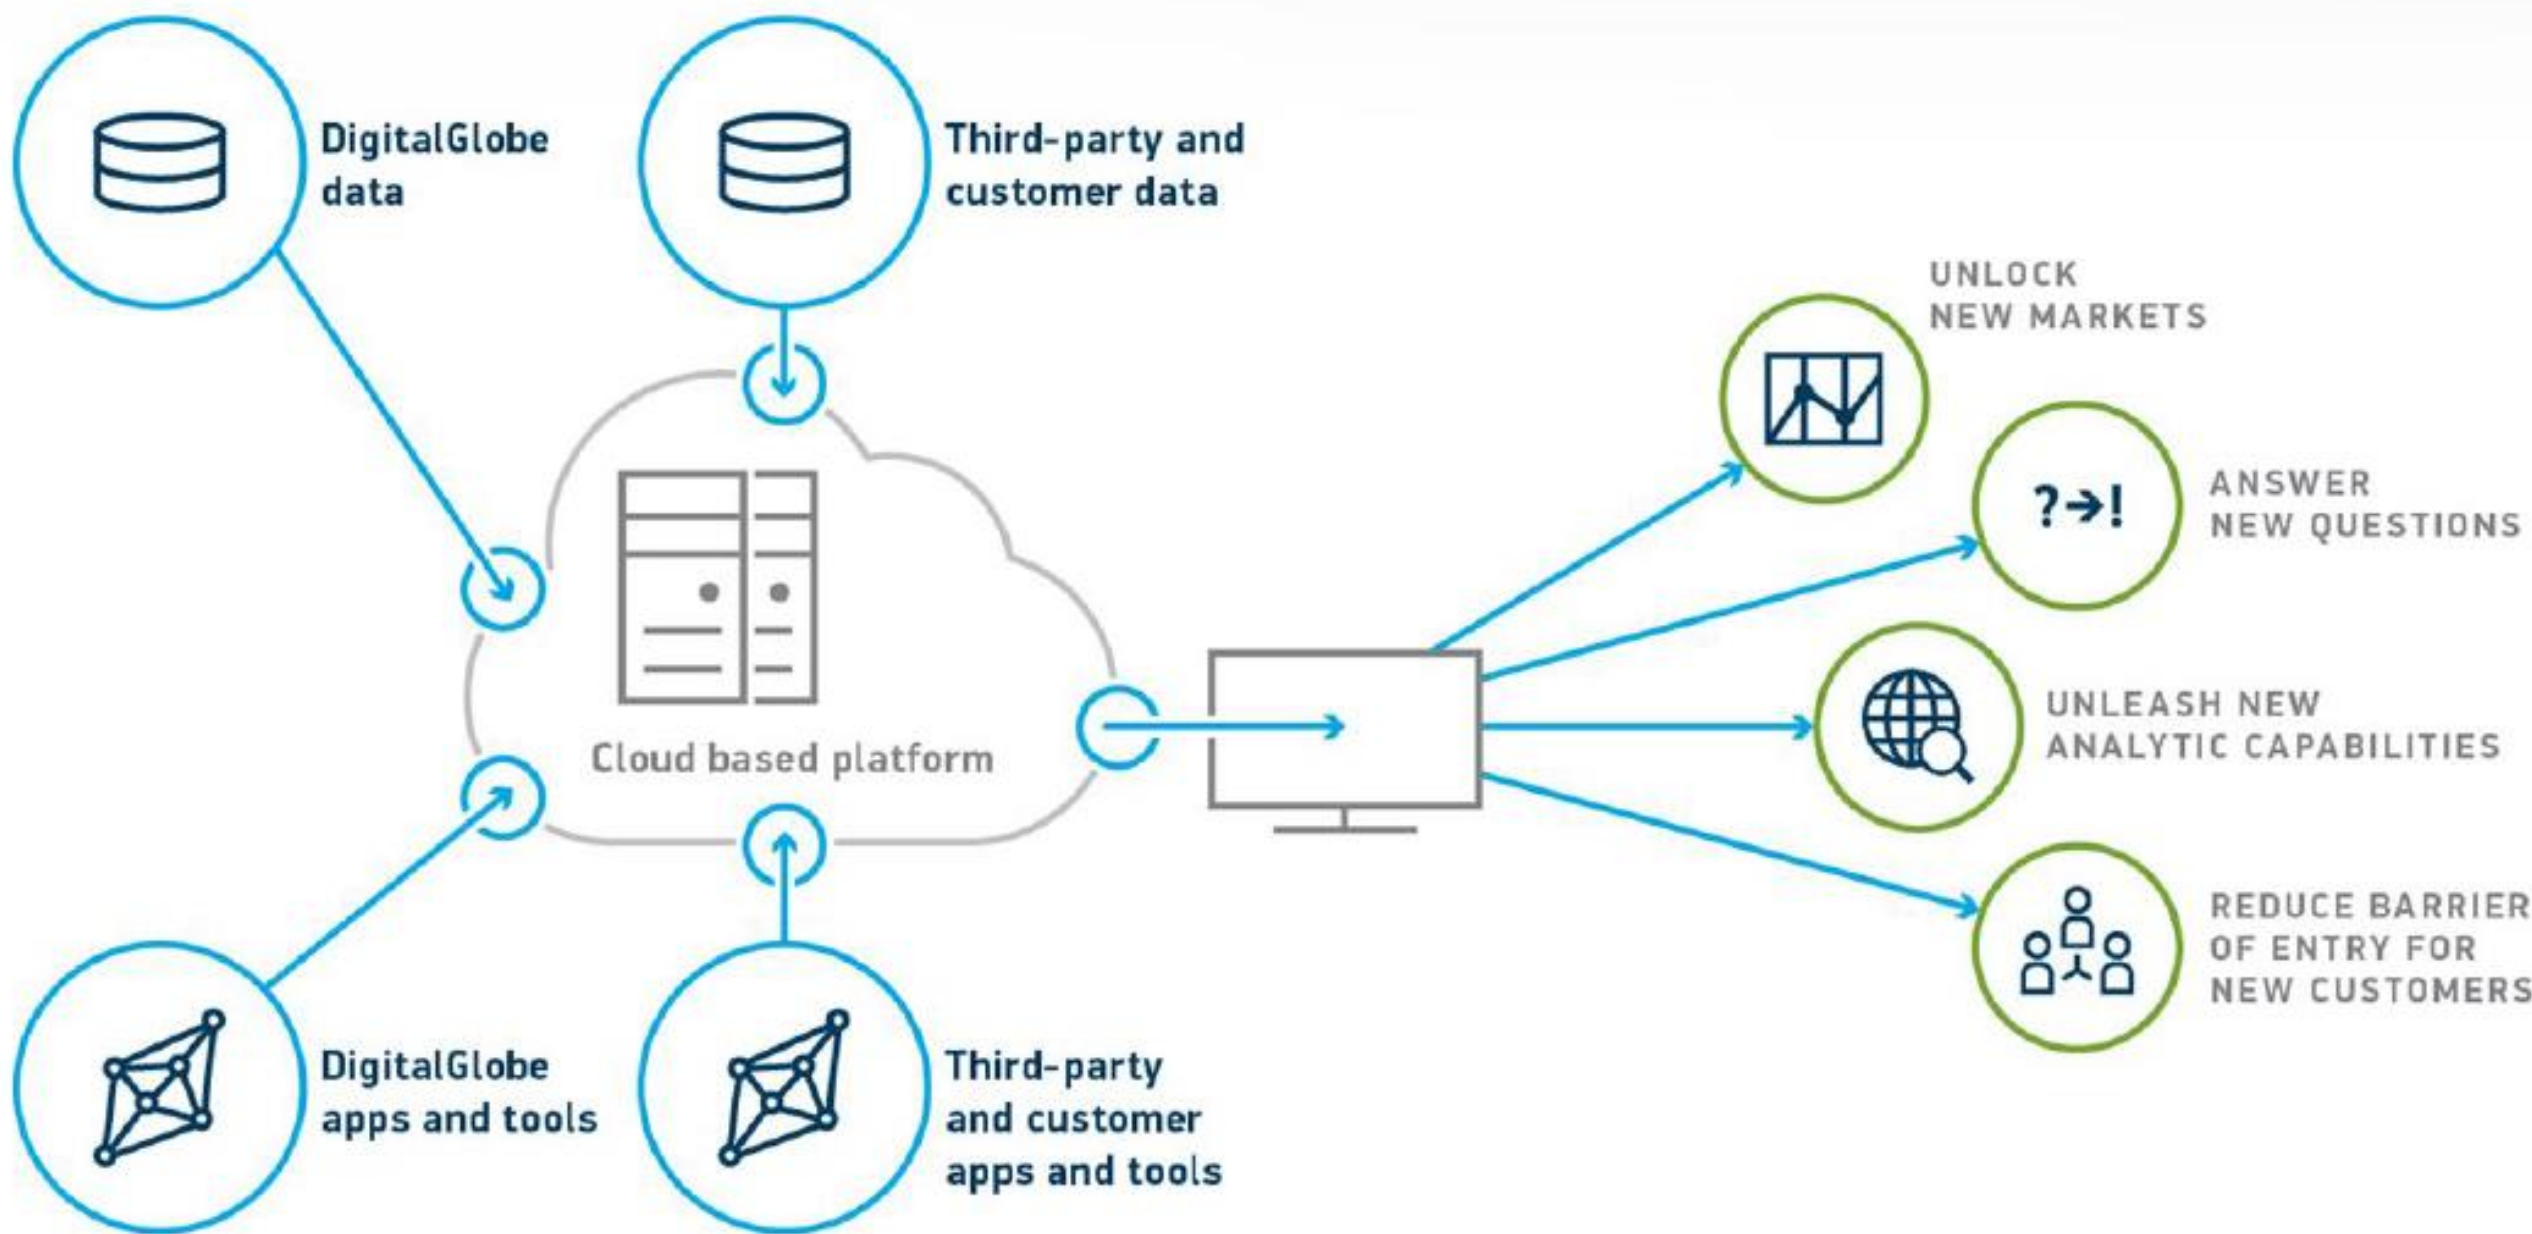 DigitalGlobe
data
Third-party and
customer data
UNLOCK
NEW MARKETS
ANSWER
NEW QUESTIONS
?→!
UNLEASH NEW
ANALYTIC CAPABILITIES
Cloud based platform
REDUCE BARRIER
OF ENTRY FOR
NEW CUSTOMERS
DigitalGlobe
apps and tools
Third-party
and customer
apps and tools